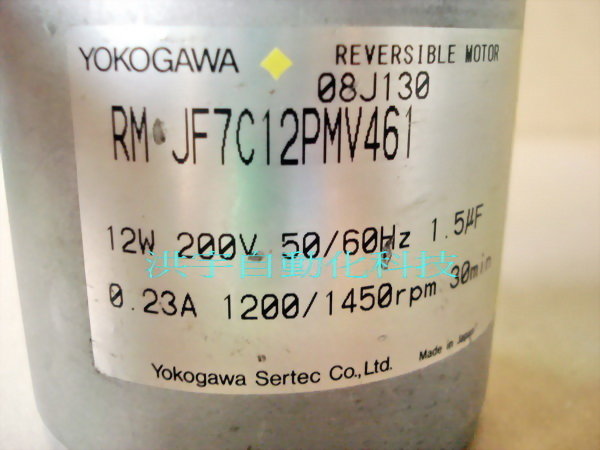 YOKOGAWA REVERSIBLE MOTOR
08J130
RM-JF7C12PMV461
12W 200V 50/60Hz 1.5μF
洪宇自動化科技
0.23A 1200/1450rpm 30min
Yokogawa Sertec Co.,Ltd. Made in Japan